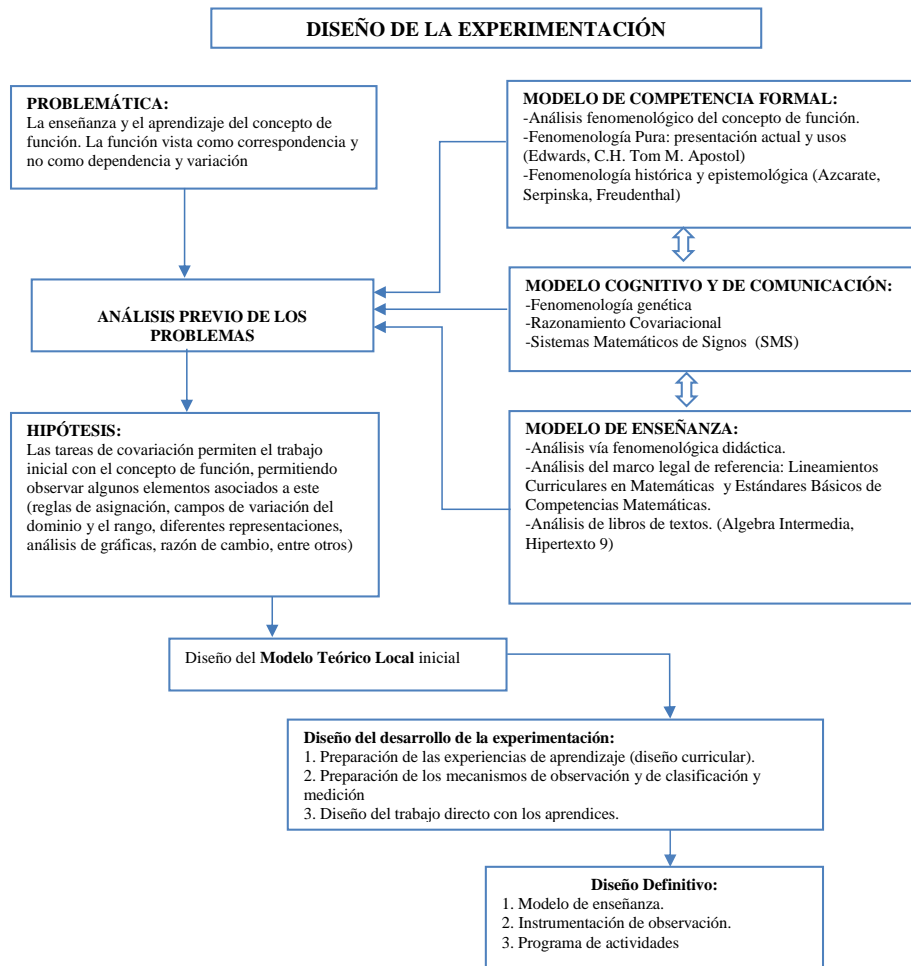 DISEÑO DE LA EXPERIMENTACIÓN
PROBLEMÁTICA:
La enseñanza y el aprendizaje del concepto de
función. La función vista como correspondencia y
no como dependencia y variación
MODELO DE COMPETENCIA FORMAL:
-Análisis fenomenológico del concepto de función.
-Fenomenología Pura: presentación actual y usos
(Edwards, C.H. Tom M. Apostol)
-Fenomenología histórica y epistemológica (Azcarate,
Serpinska, Freudenthal)
ANÁLISIS PREVIO DE LOS
PROBLEMAS
MODELO COGNITIVO Y DE COMUNICACIÓN:
-Fenomenología genética
-Razonamiento Covariacional
-Sistemas Matemáticos de Signos (SMS)
HIPÓTESIS:
Las tareas de covariación permiten el trabajo
inicial con el concepto de función, permitiendo
observar algunos elementos asociados a este
(reglas de asignación, campos de variación del
dominio y el rango, diferentes representaciones,
análisis de gráficas, razón de cambio, entre otros)
MODELO DE ENSEÑANZA:
-Análisis vía fenomenológica didáctica.
-Análisis del marco legal de referencia: Lineamientos
Curriculares en Matemáticas y Estándares Básicos de
Competencias Matemáticas.
-Análisis de libros de textos. (Algebra Intermedia,
Hipertexto 9)
Diseño del Modelo Teórico Local inicial
Diseño del desarrollo de la experimentación:
1. Preparación de las experiencias de aprendizaje (diseño curricular).
2. Preparación de los mecanismos de observación y de clasificación y
medición
3. Diseño del trabajo directo con los aprendices.
Diseño Definitivo:
1. Modelo de enseñanza.
2. Instrumentación de observación.
3. Programa de actividades